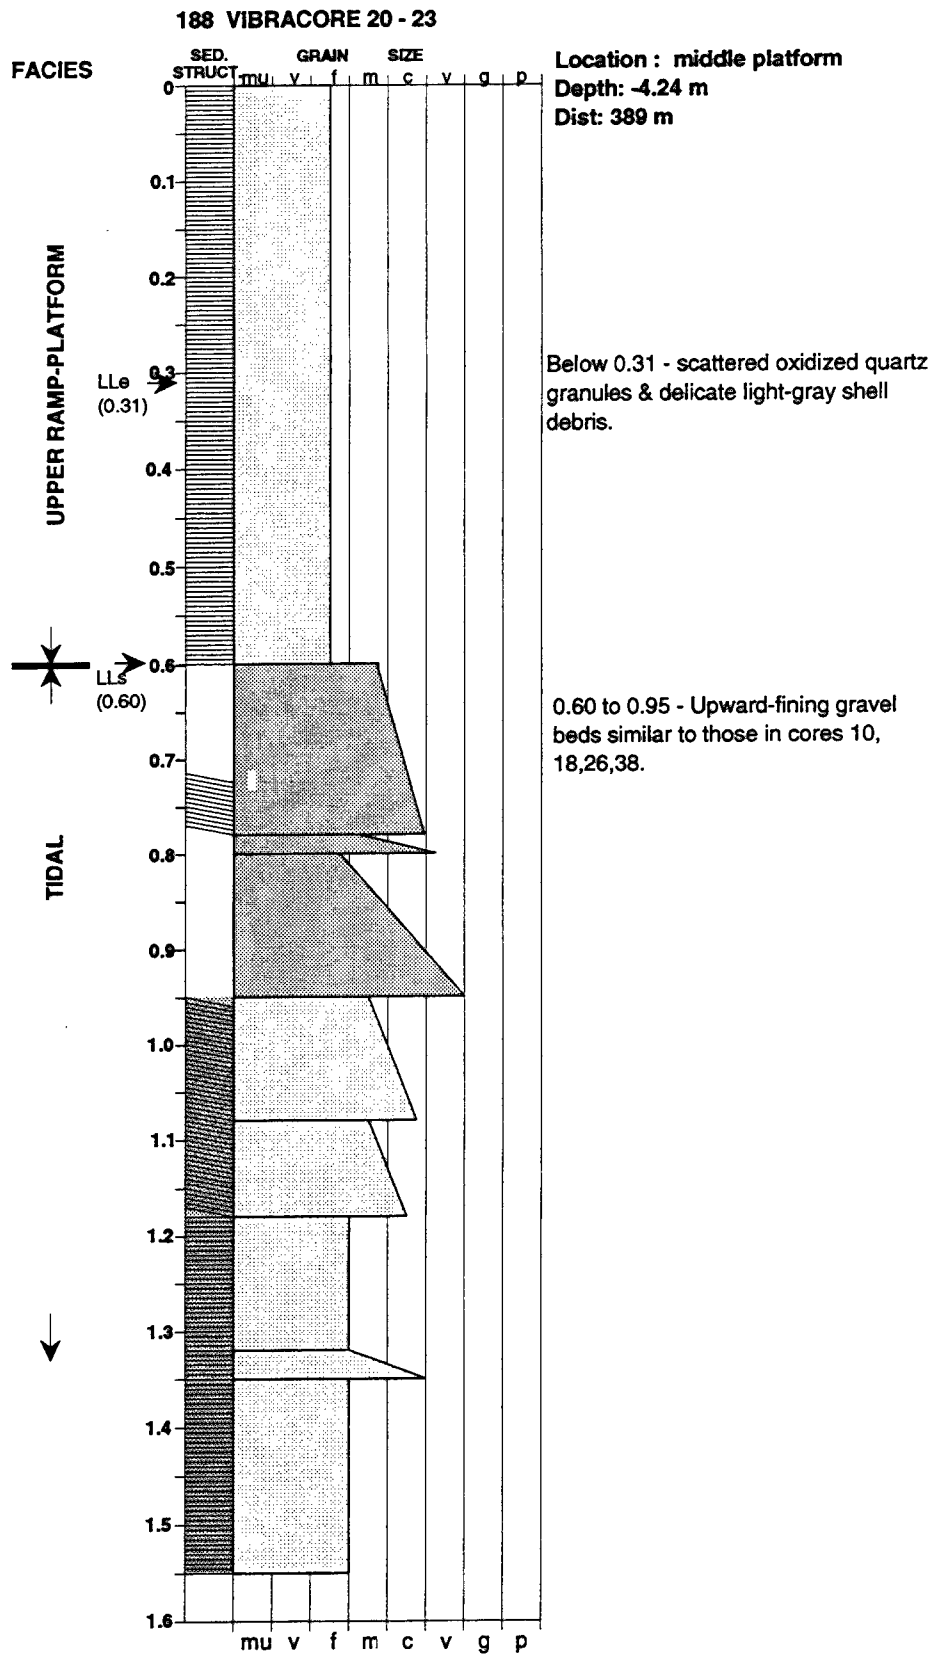 188 VIBRACORE 20 - 23
FACIES
SED. STRUCT
GRAIN SIZE
mu v f m c v g p
Location : middle platform
Depth: -4.24 m
Dist: 389 m
0
0.1
0.2
0.3
0.4
0.5
0.6
0.7
0.8
0.9
1.0
1.1
1.2
1.3
1.4
1.5
1.6
UPPER RAMP-PLATFORM
LLe
(0.31)
Below 0.31 - scattered oxidized quartz
granules & delicate light-gray shell
debris.
LLs
(0.60)
0.60 to 0.95 - Upward-fining gravel
beds similar to those in cores 10,
18,26,38.
TIDAL
mu v f m c v g p